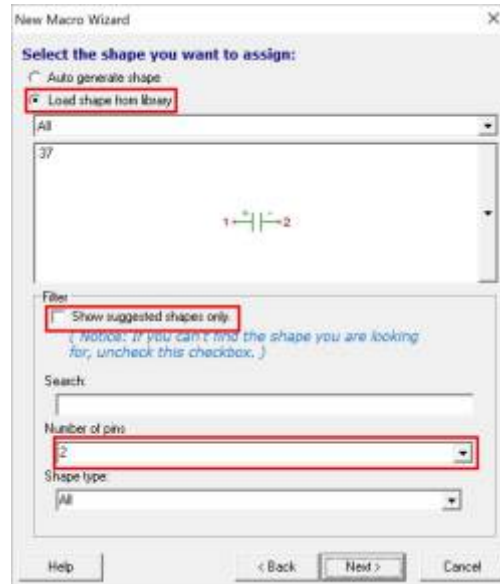 New Macro Wizard
Select the shape you want to assign:
Auto generate shape
Load shape from library
All
37
1 + - 2
Filter
Show suggested shapes only.
( Notice: If you can't find the shape you are looking
for, uncheck this checkbox. )
Search:
Number of pins
2
Shape type:
All
Help
< Back
Next >
Cancel